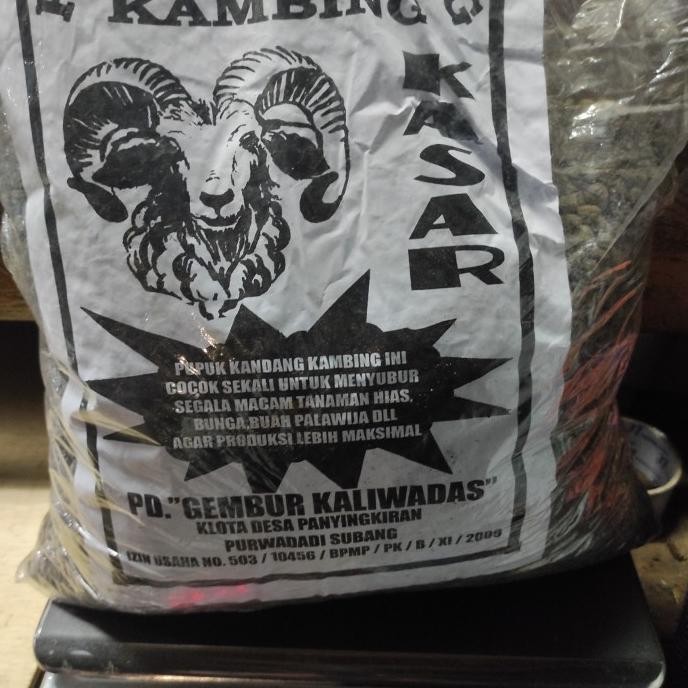 KAMBING
KASAR
PUPUK KANDANG KAMBING INI
COCOK SEKALI UNTUK MENYUBUR
SEGALA MACAM TANAMAN HIAS,
BUNGA,BUAH PALAWIJA DLL
AGAR PRODUKSI LEBIH MAKSIMAL
PD."GEMBUR KALIWADAS"
KLOTA DESA PANYINGKIRAN
PURWADADI SUBANG
IZIN USAHA NO. 503 / 10456 / BPMP / PK / B / XI / 2009